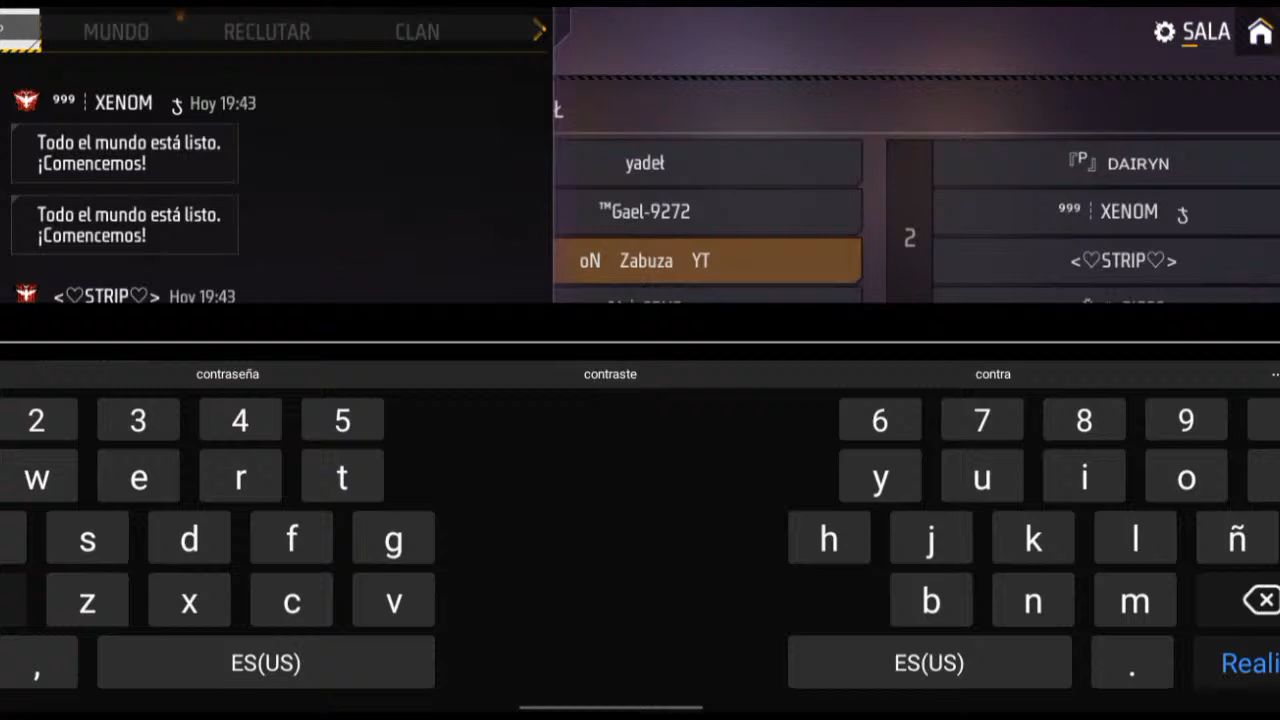 MUNDO RECLUTAR CLAN
SALA
⁹⁹⁹ ¦ XENOM ڲ Hoy 19:43
Todo el mundo está listo.
¡Comencemos!
Todo el mundo está listo.
¡Comencemos!
<♡STRIP♡> Hoy 19:43
Ł
yadeł
™Gael-9272
oN Zabuza YT
2
『P』 DAIRYN
⁹⁹⁹ ¦ XENOM
<♡STRIP♡>
contraseña contraste contra
2 3 4 5 6 7 8 9
w e r t y u i o
s d f g h j k l ñ
z x c v b n m
, ES(US) ES(US) . Reali